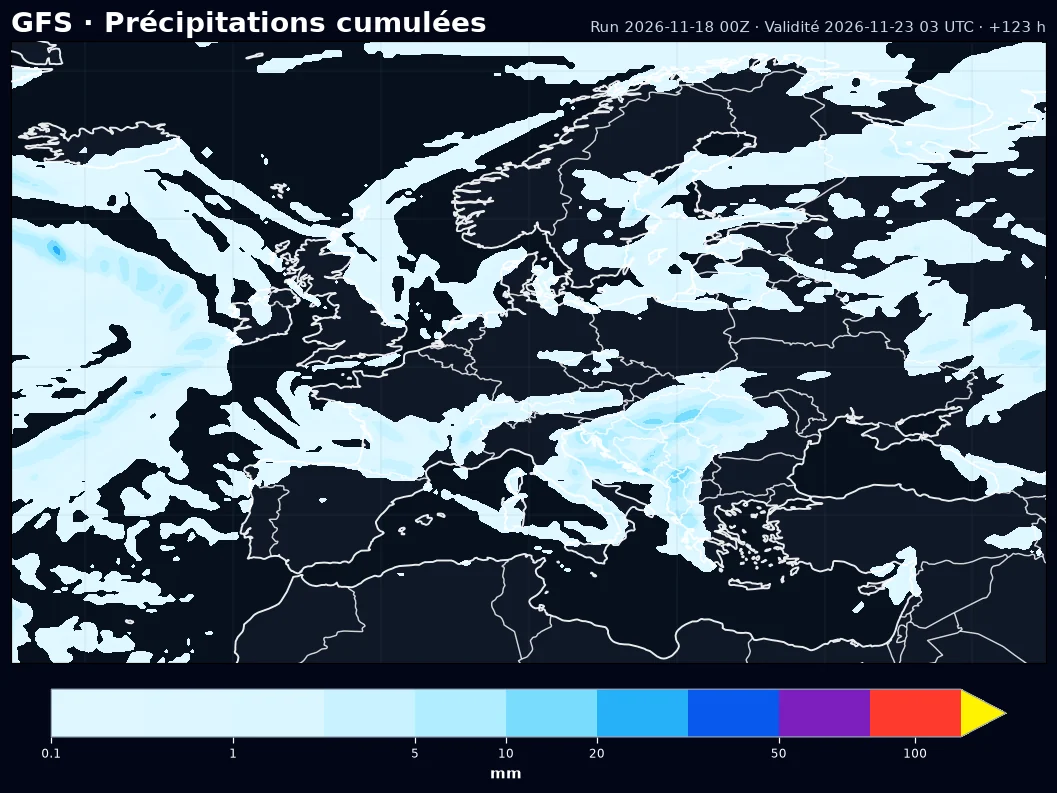 GFS · Précipitations cumulées
Run 2026-11-18 00Z · Validité 2026-11-23 03 UTC · +123 h
0.1 1 5 10 20 50 100
mm